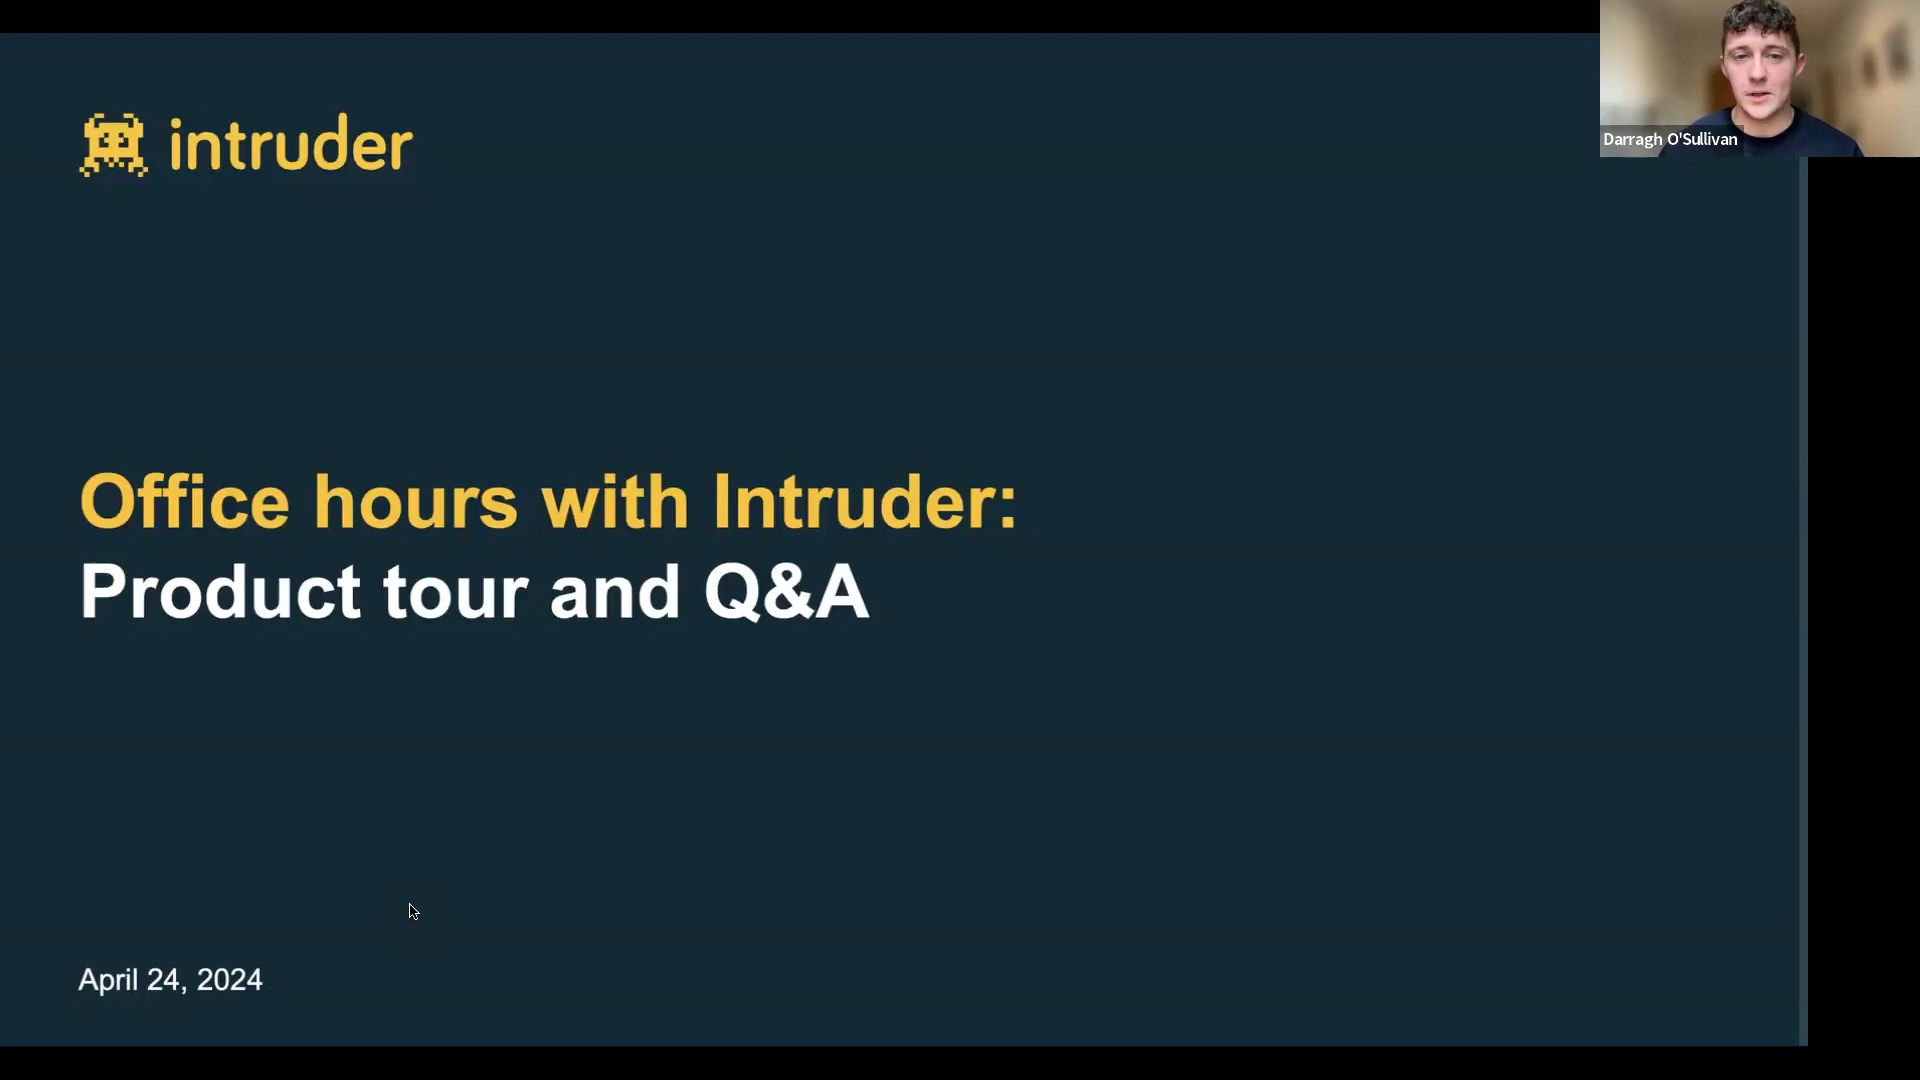 intruder
Darragh O'Sullivan
Office hours with Intruder:
Product tour and Q&A
April 24, 2024